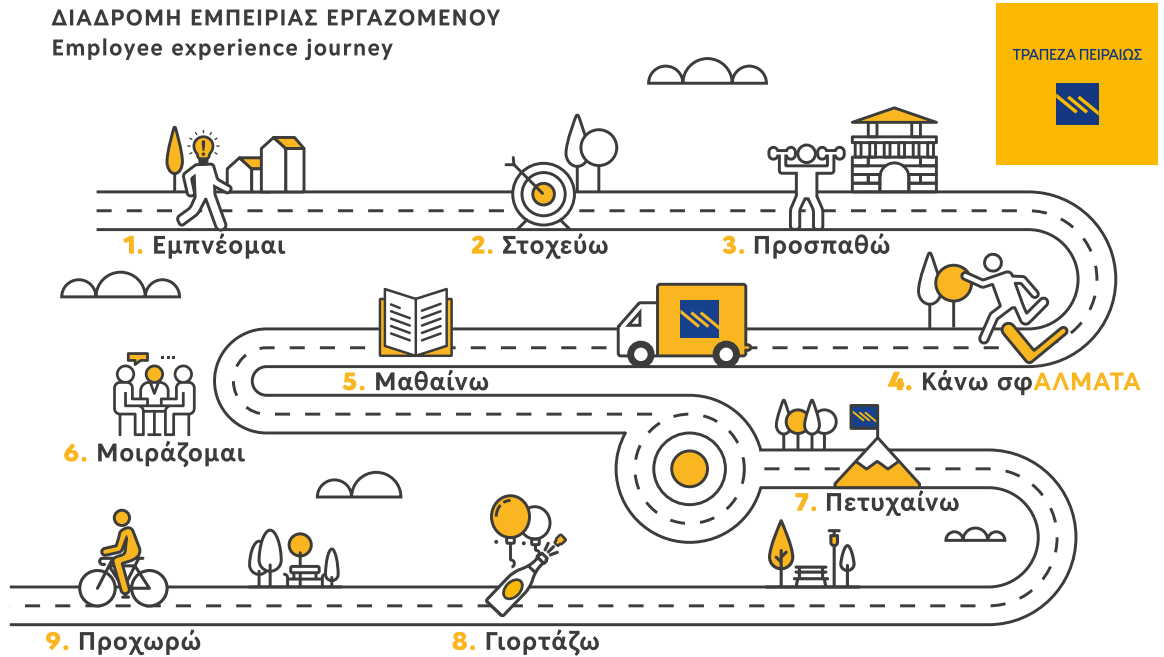 ΔΙΑΔΡΟΜΗ ΕΜΠΕΙΡΙΑΣ ΕΡΓΑΖΟΜΕΝΟΥ
Employee experience journey
ΤΡΑΠΕΖΑ ΠΕΙΡΑΙΩΣ
1. Εμπνέομαι
2. Στοχεύω
3. Προσπαθώ
4. Κάνω σφΑΛΜΑΤΑ
5. Μαθαίνω
6. Μοιράζομαι
7. Πετυχαίνω
8. Γιορτάζω
9. Προχωρώ